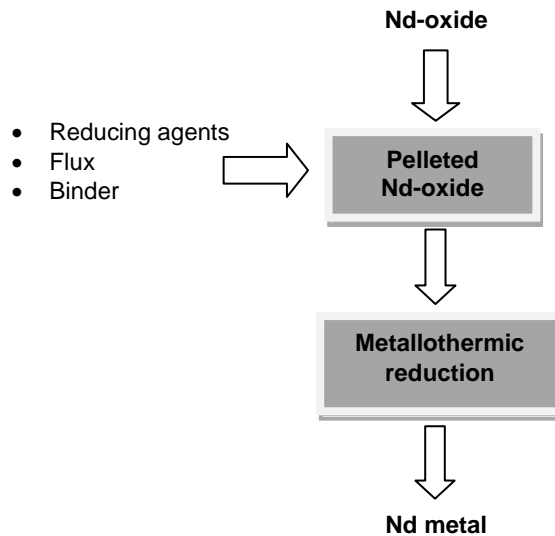 Nd-oxide
• Reducing agents
• Flux
• Binder
Pelleted
Nd-oxide
Metallothermic
reduction
Nd metal